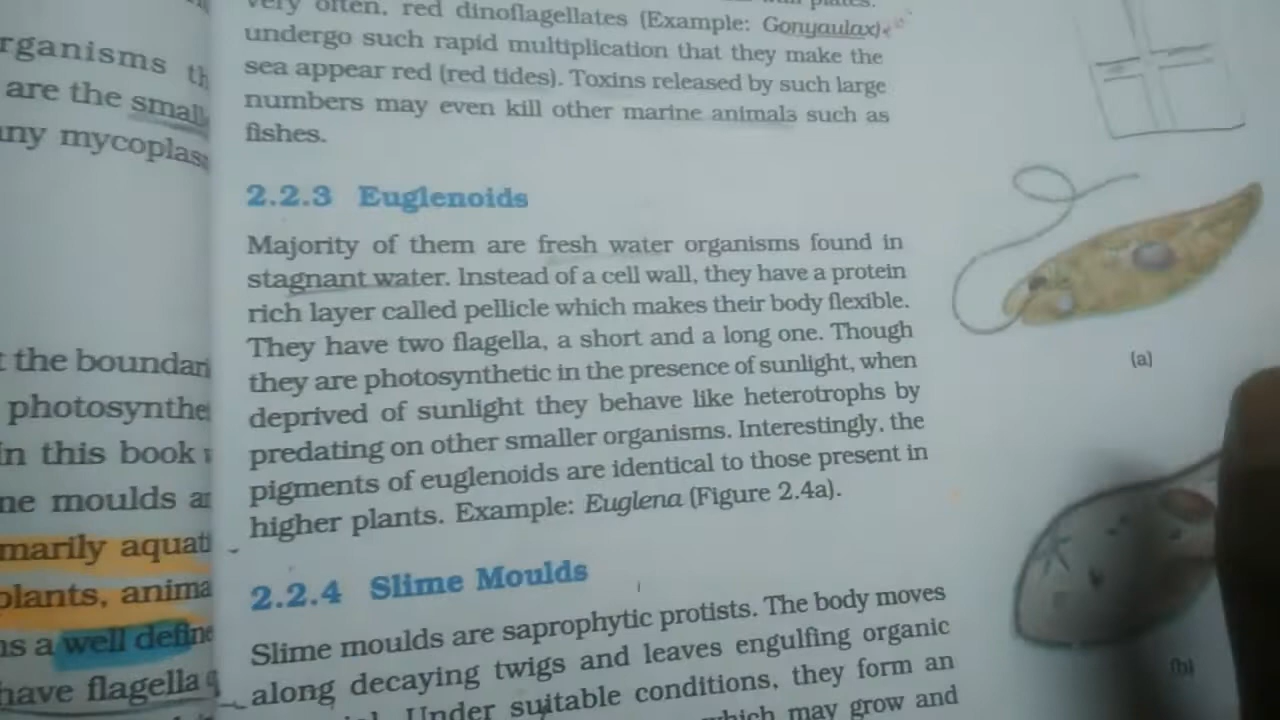 rganisms th
are the small
ny mycoplas
t the boundari
photosynthe
in this book
ne moulds a
marily aquati
plants, anima
ns a well define
have flagella
very often, red dinoflagellates (Example: Gonyaulax)
undergo such rapid multiplication that they make the
sea appear red (red tides). Toxins released by such large
numbers may even kill other marine animals such as
fishes.
2.2.3 Euglenoids
Majority of them are fresh water organisms found in
stagnant water. Instead of a cell wall, they have a protein
rich layer called pellicle which makes their body flexible.
They have two flagella, a short and a long one. Though
they are photosynthetic in the presence of sunlight, when
deprived of sunlight they behave like heterotrophs by
predating on other smaller organisms. Interestingly, the
pigments of euglenoids are identical to those present in
higher plants. Example: Euglena (Figure 2.4a).
2.2.4 Slime Moulds
Slime moulds are saprophytic protists. The body moves
along decaying twigs and leaves engulfing organic
Under suitable conditions, they form an
which may grow and
(a)
(b)